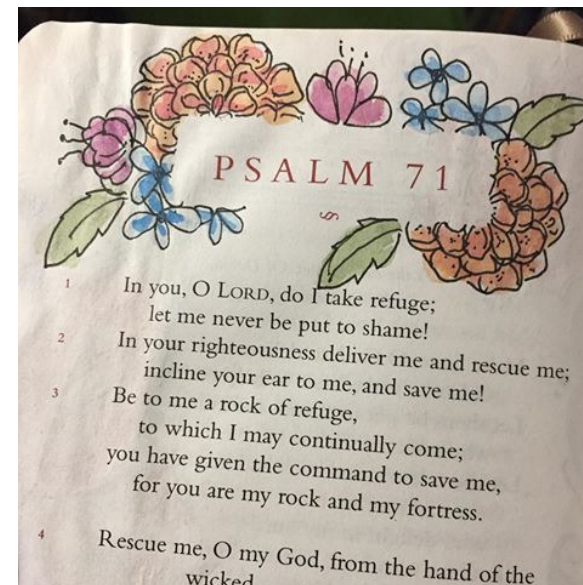 PSALM 71
1 In you, O LORD, do I take refuge;
let me never be put to shame!
2 In your righteousness deliver me and rescue me;
incline your ear to me, and save me!
3 Be to me a rock of refuge,
to which I may continually come;
you have given the command to save me,
for you are my rock and my fortress.
4 Rescue me, O my God, from the hand of the
wicked